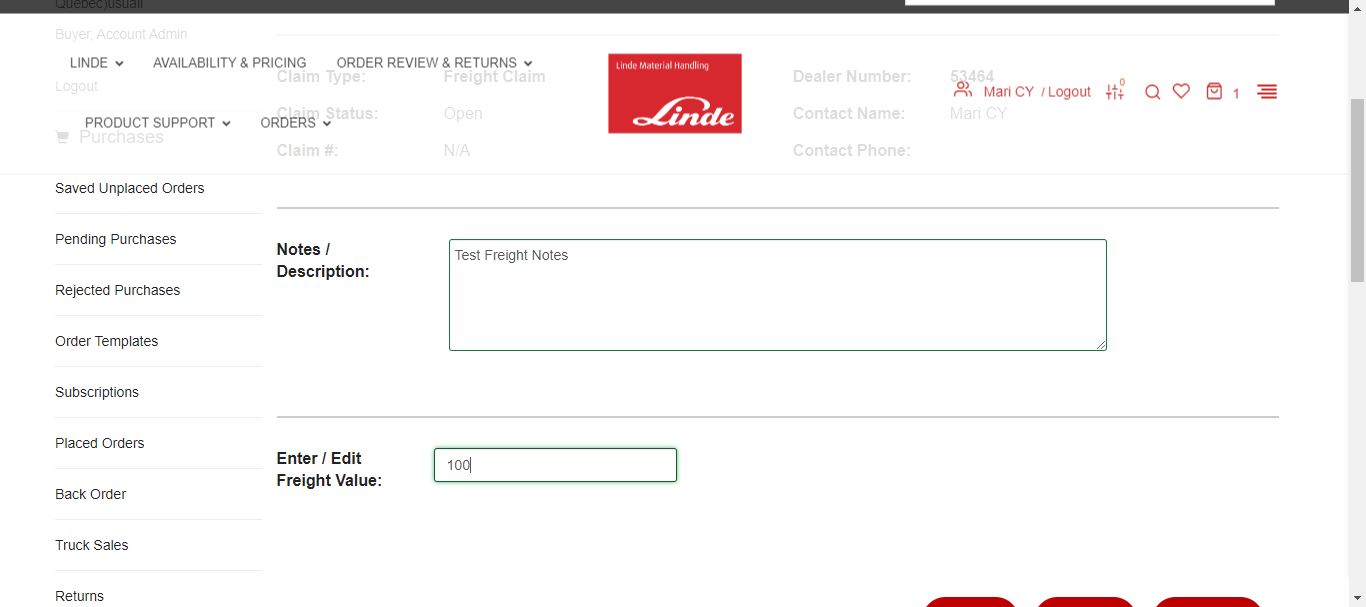 Quebec)usuall
Buyer, Account Admin
LINDE
AVAILABILITY & PRICING
ORDER REVIEW & RETURNS
Linde Material Handling
Linde
Mari CY / Logout
0
1
Logout
PRODUCT SUPPORT
ORDERS
Purchases
Claim Type: Freight Claim
Dealer Number: 53464
Claim Status: Open
Contact Name: Mari CY
Claim #: N/A
Contact Phone:
Saved Unplaced Orders
Pending Purchases
Rejected Purchases
Order Templates
Subscriptions
Placed Orders
Back Order
Truck Sales
Returns
Notes /
Description:
Test Freight Notes
Enter / Edit
Freight Value:
100